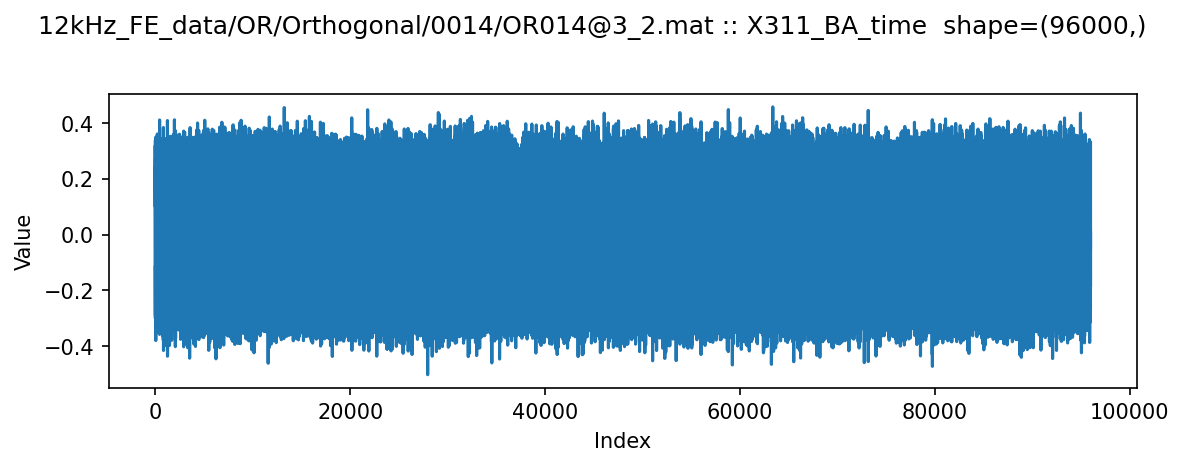 12kHz_FE_data/OR/Orthogonal/0014/OR014@3_2.mat :: X311_BA_time  shape=(96000,)
0.4
0.2
0.0
−0.2
−0.4
Value
0 20000 40000 60000 80000 100000
Index